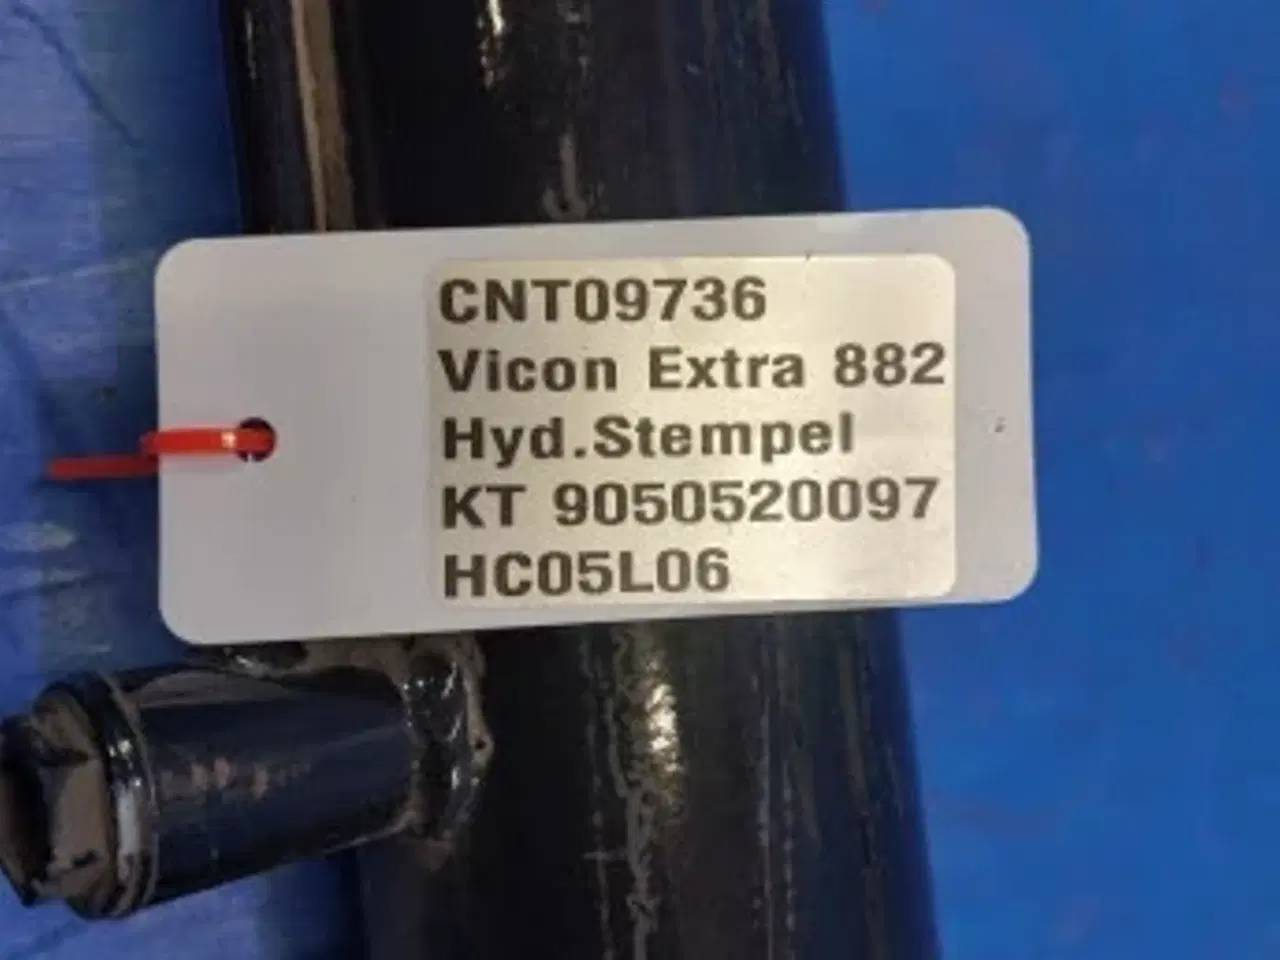 CNT09736
Vicon Extra 882
Hyd.Stempel
KT 9050520097
HC05L06